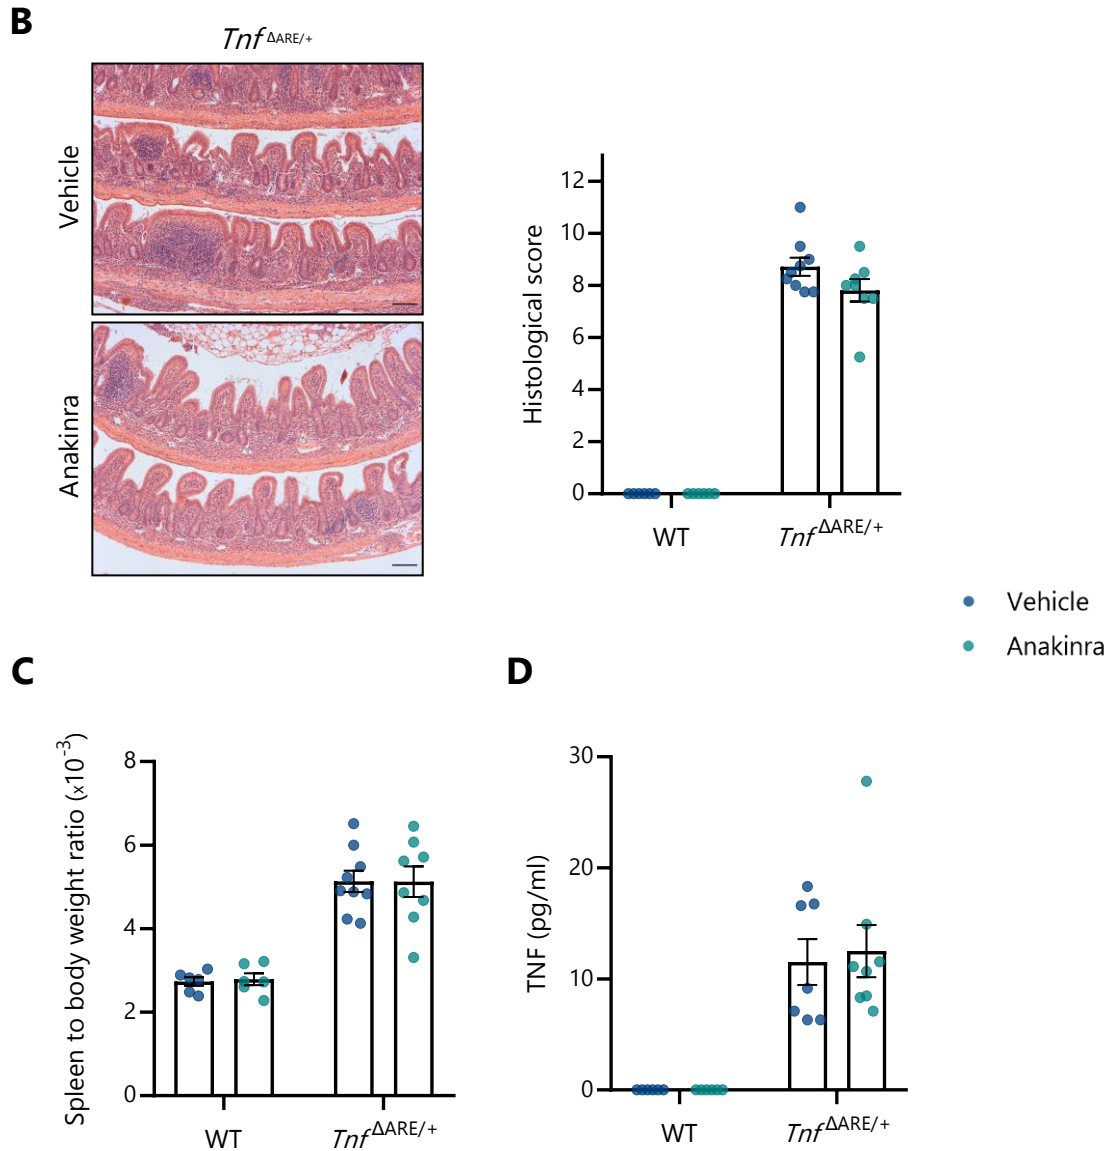 B
Tnf ΔARE/+
Vehicle
Anakinra
Histological score
12
10
8
6
4
2
0
WT
Tnf ΔARE/+
Vehicle
Anakinra
C
Spleen to body weight ratio (x10-3)
8
6
4
2
0
WT
Tnf ΔARE/+
D
TNF (pg/ml)
30
20
10
0
WT
Tnf ΔARE/+